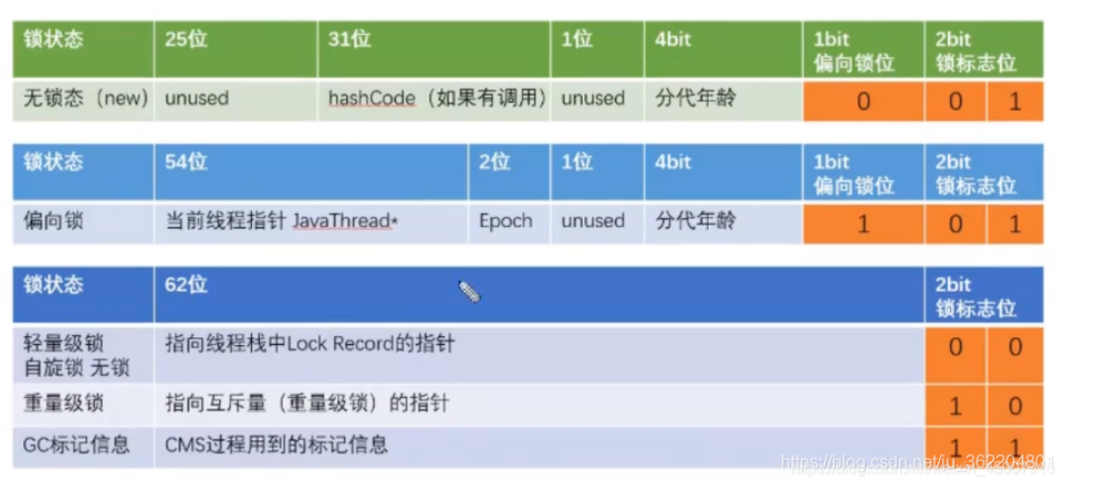 锁状态 25位 31位 1位 4bit 1bit 2bit
偏向锁位 锁标志位
无锁态（new） unused hashCode（如果有调用） unused 分代年龄 0 0 1
锁状态 54位 2位 1位 4bit 1bit 2bit
偏向锁位 锁标志位
偏向锁 当前线程指针 JavaThread* Epoch unused 分代年龄 1 0 1
锁状态 62位 2bit
锁标志位
轻量级锁 指向线程栈中Lock Record的指针 0 0
自旋锁 无锁
重量级锁 指向互斥量（重量级锁）的指针 1 0
GC标记信息 CMS过程用到的标记信息 1 1